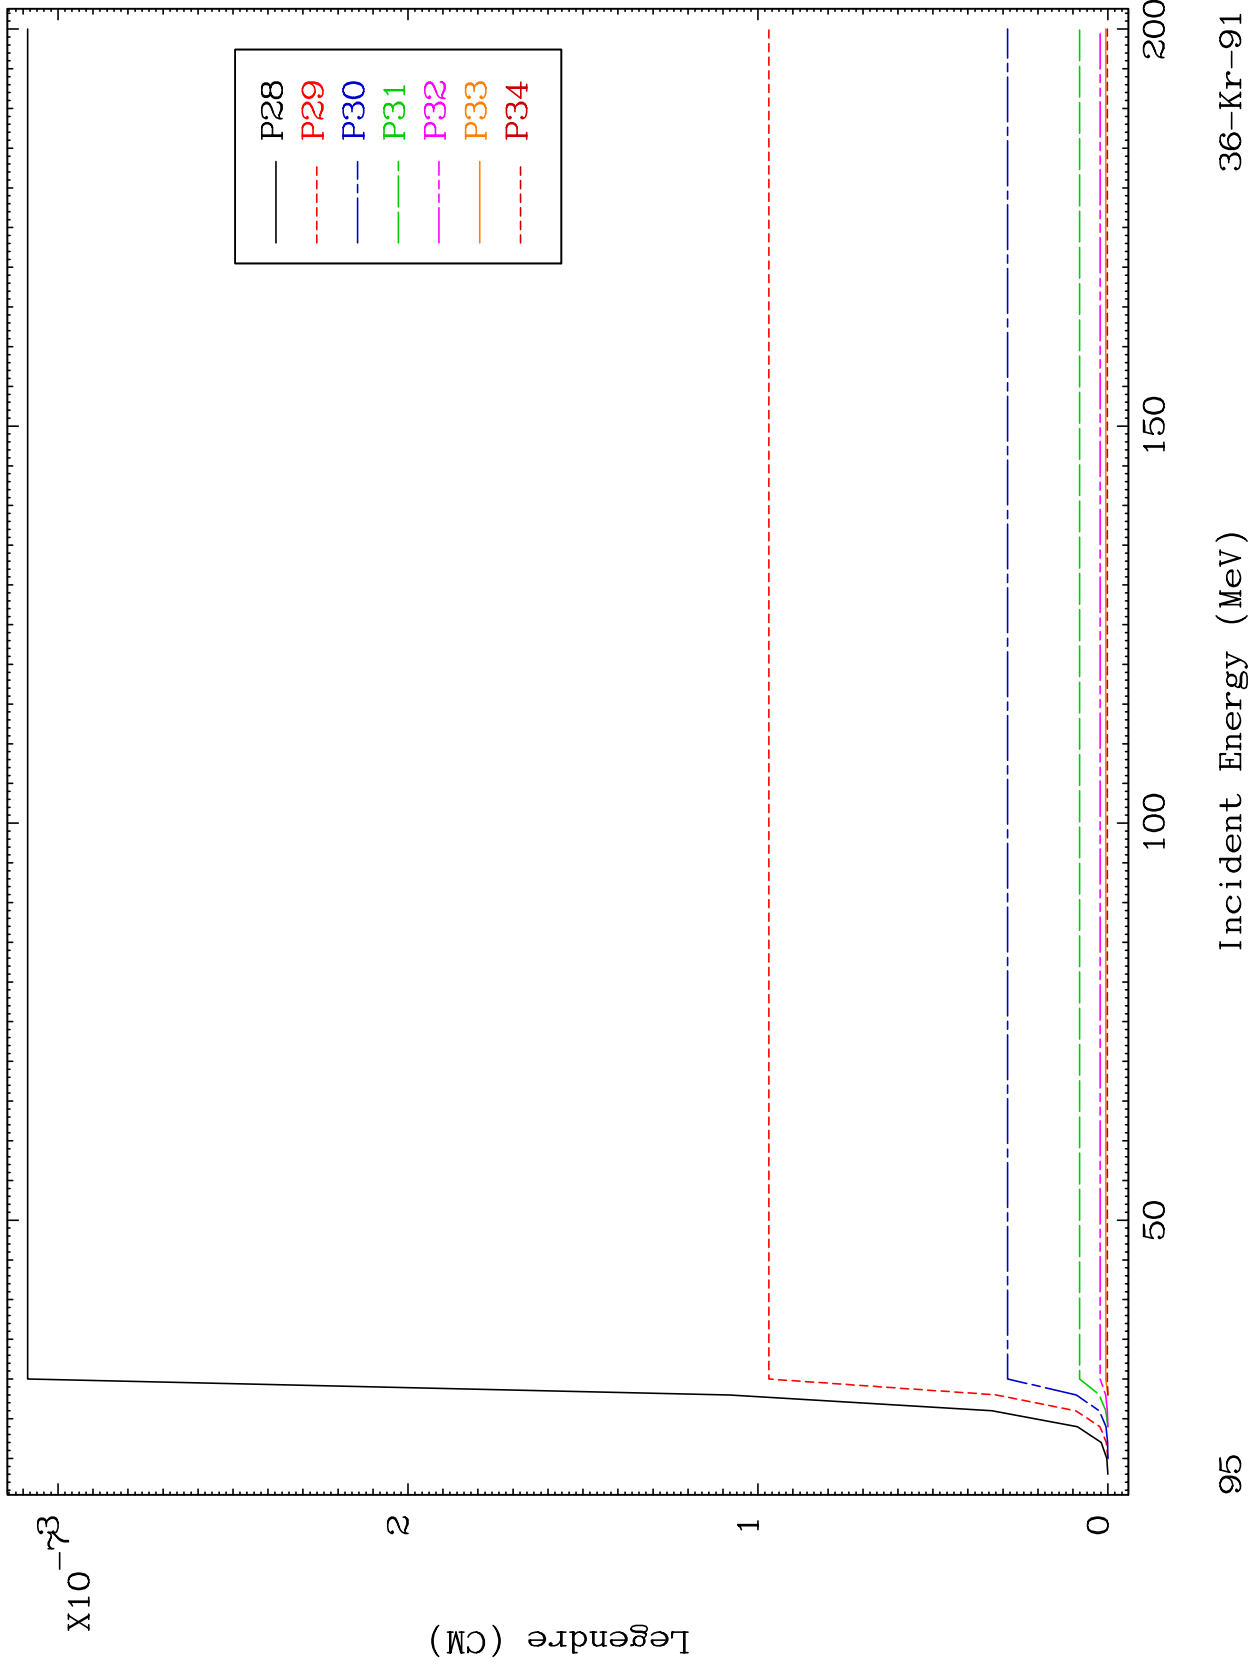 X10-7
3
2
1
0
Legendre (CM)
P28
P29
P30
P31
P32
P33
P34
50
100
150
200
95
Incident Energy (MeV)
36-Kr-91